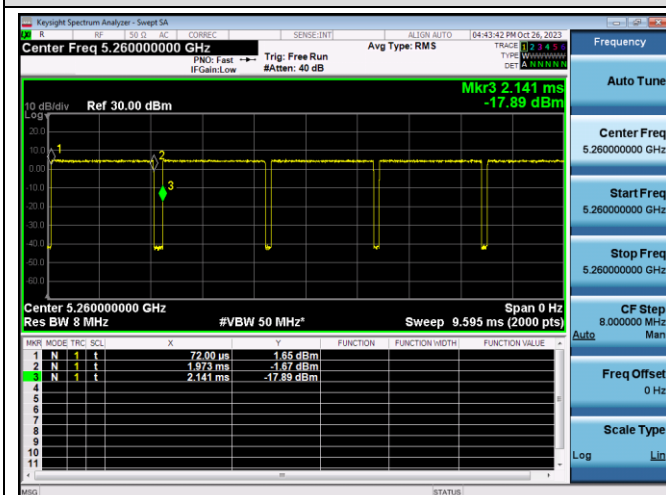 Keysight Spectrum Analyzer - Swept SA
R RF 50 Ω AC CORREC SENSE:INT ALIGN AUTO 04:43:42 PM Oct 26, 2023
Center Freq 5.260000000 GHz
PNO: Fast
IFGain:Low
Trig: Free Run
#Atten: 40 dB
Avg Type: RMS
TRACE 1 2 3 4 5 6
TYPE WWWWWW
DET A N N N N N
Mkr3 2.141 ms
-17.89 dBm
10 dB/div Ref 30.00 dBm
Log
20.0
10.0
0.00
-10.0
-20.0
-30.0
-40.0
-50.0
-60.0
1
2
3
Center 5.260000000 GHz Span 0 Hz
Res BW 8 MHz #VBW 50 MHz* Sweep 9.595 ms (2000 pts)
MKR MODE TRC SCL X Y FUNCTION FUNCTION WIDTH FUNCTION VALUE
1 N 1 t 72.00 us 1.65 dBm
2 N 1 t 1.973 ms -1.67 dBm
3 N 1 t 2.141 ms -17.89 dBm
4
5
6
7
8
9
10
11
MSG STATUS
Frequency
Auto Tune
Center Freq
5.260000000 GHz
Start Freq
5.260000000 GHz
Stop Freq
5.260000000 GHz
CF Step
8.000000 MHz
Auto Man
Freq Offset
0 Hz
Scale Type
Log Lin